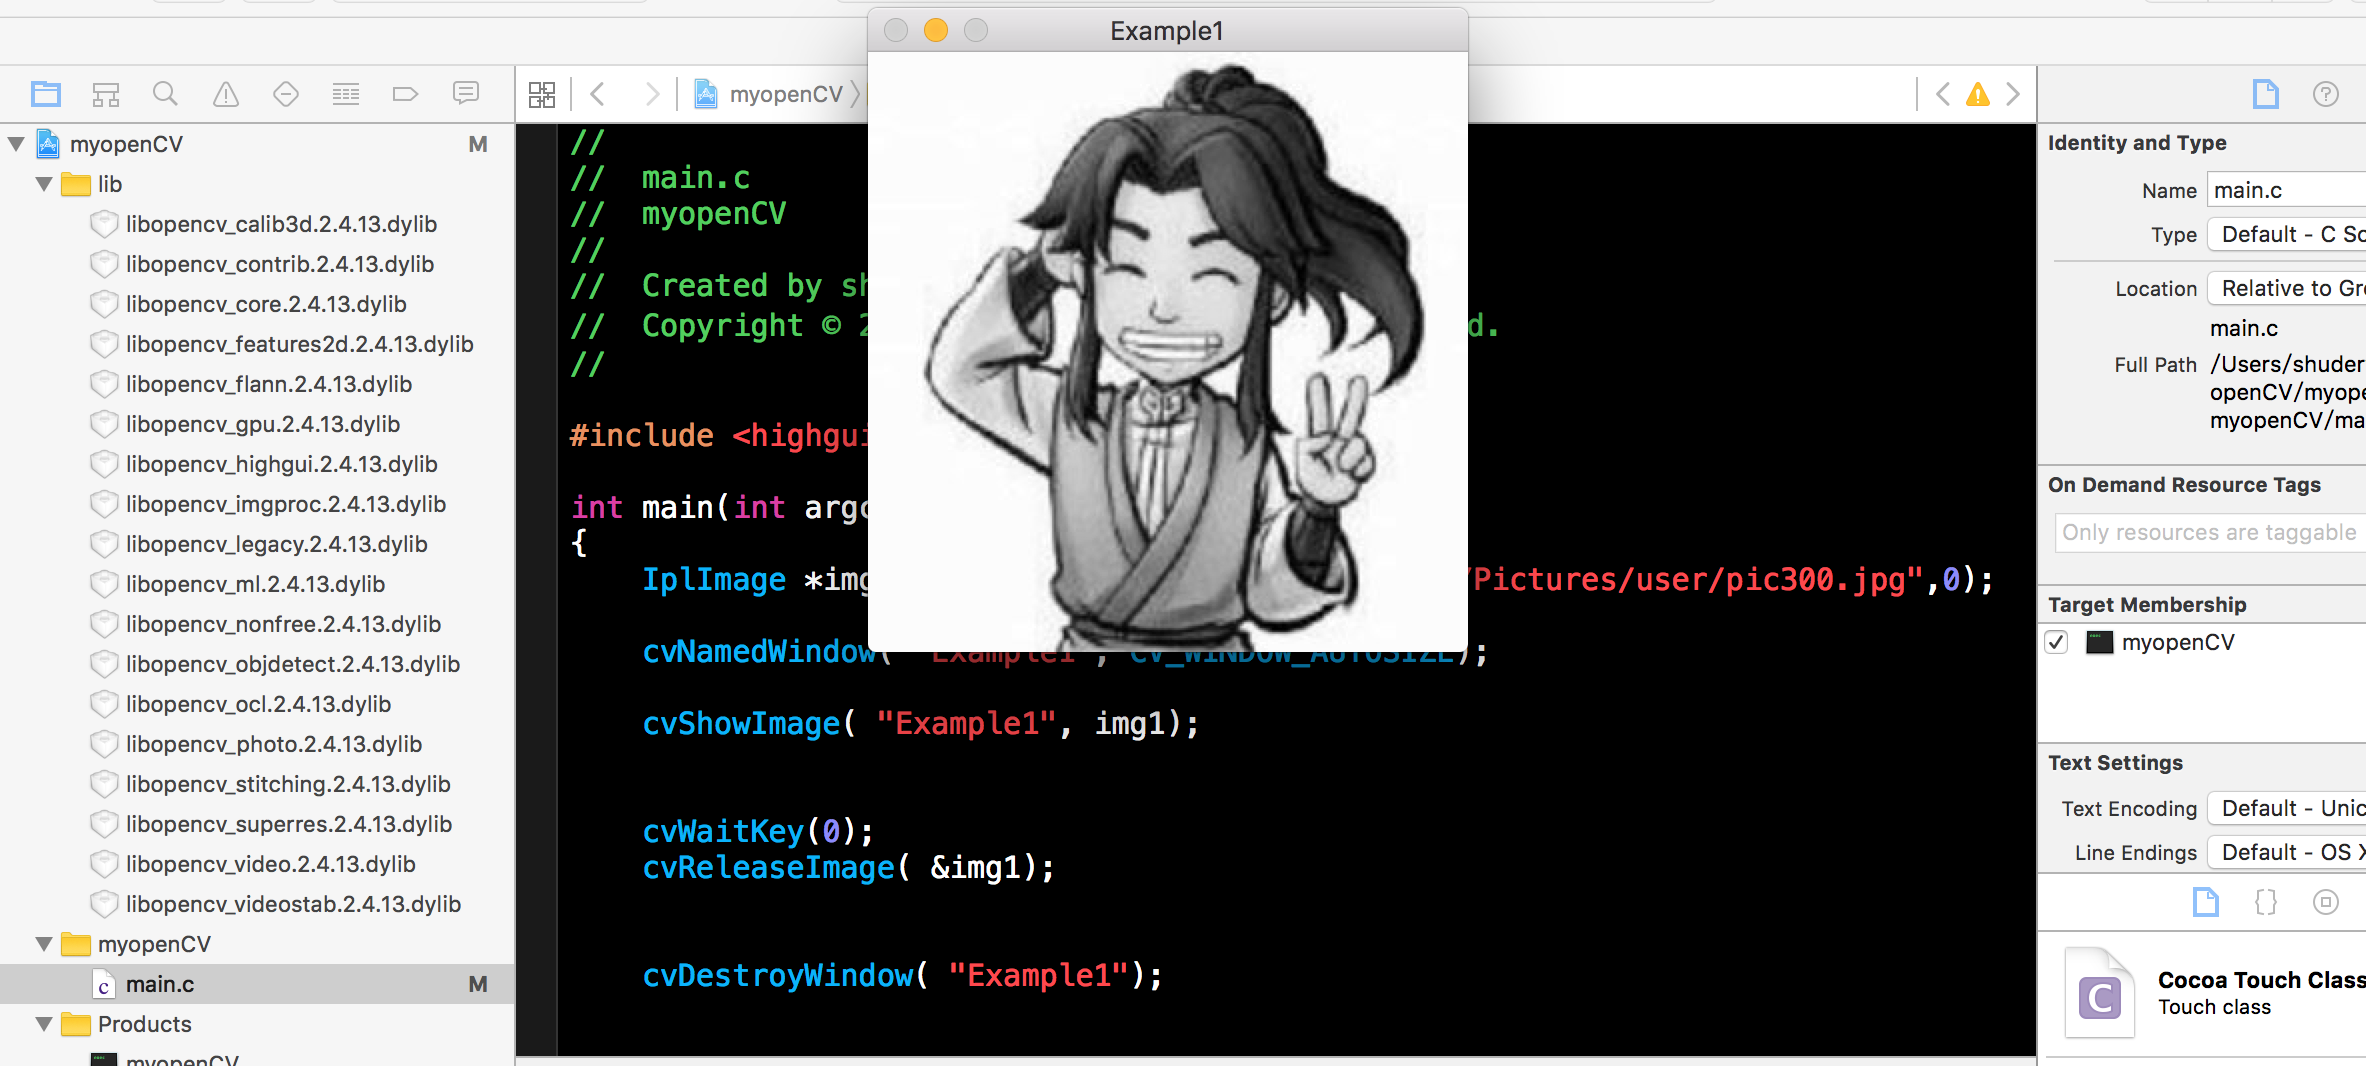 Example1
myopenCV
myopenCV M
lib
libopencv_calib3d.2.4.13.dylib
libopencv_contrib.2.4.13.dylib
libopencv_core.2.4.13.dylib
libopencv_features2d.2.4.13.dylib
libopencv_flann.2.4.13.dylib
libopencv_gpu.2.4.13.dylib
libopencv_highgui.2.4.13.dylib
libopencv_imgproc.2.4.13.dylib
libopencv_legacy.2.4.13.dylib
libopencv_ml.2.4.13.dylib
libopencv_nonfree.2.4.13.dylib
libopencv_objdetect.2.4.13.dylib
libopencv_ocl.2.4.13.dylib
libopencv_photo.2.4.13.dylib
libopencv_stitching.2.4.13.dylib
libopencv_superres.2.4.13.dylib
libopencv_video.2.4.13.dylib
libopencv_videostab.2.4.13.dylib
myopenCV
main.c M
Products
myopenCV
//
// main.c
// myopenCV
//
// Created by sh
// Copyright © 2 d.
//
#include <highgui
int main(int argc
{
IplImage *img /Pictures/user/pic300.jpg",0);
cvNamedWindow( "Example1", CV_WINDOW_AUTOSIZE);
cvShowImage( "Example1", img1);
cvWaitKey(0);
cvReleaseImage( &img1);
cvDestroyWindow( "Example1");
Identity and Type
Name main.c
Type Default - C So
Location Relative to Gr
main.c
Full Path /Users/shuder
openCV/myope
myopenCV/ma
On Demand Resource Tags
Only resources are taggable
Target Membership
myopenCV
Text Settings
Text Encoding Default - Unic
Line Endings Default - OS X
{}
C
Cocoa Touch Class
Touch class